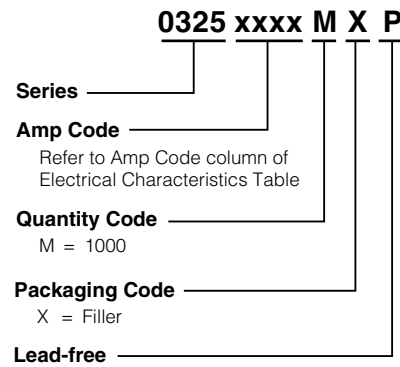 0325 xxxx M X P
Series
Amp Code
Refer to Amp Code column of
Electrical Characteristics Table
Quantity Code
M = 1000
Packaging Code
X = Filler
Lead-free